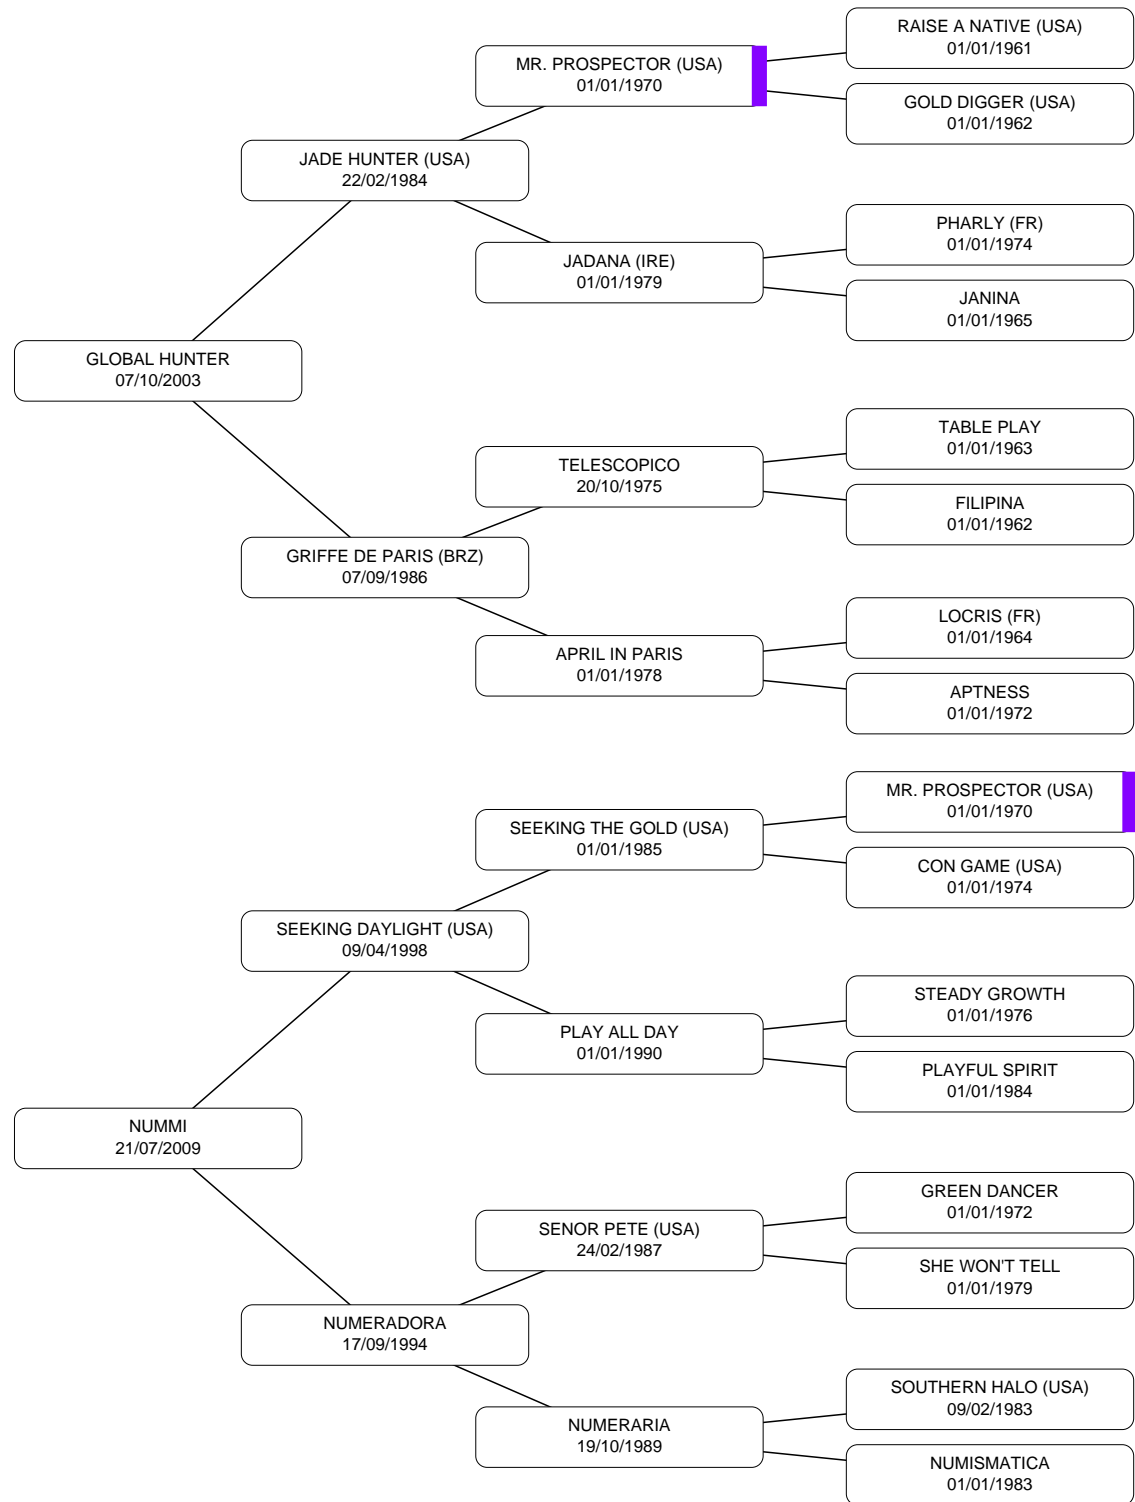 RAISE A NATIVE (USA)
01/01/1961
MR. PROSPECTOR (USA)
01/01/1970
GOLD DIGGER (USA)
01/01/1962
JADE HUNTER (USA)
22/02/1984
PHARLY (FR)
01/01/1974
JADANA (IRE)
01/01/1979
JANINA
01/01/1965
GLOBAL HUNTER
07/10/2003
TABLE PLAY
01/01/1963
TELESCOPICO
20/10/1975
FILIPINA
01/01/1962
GRIFFE DE PARIS (BRZ)
07/09/1986
LOCRIS (FR)
01/01/1964
APRIL IN PARIS
01/01/1978
APTNESS
01/01/1972
MR. PROSPECTOR (USA)
01/01/1970
SEEKING THE GOLD (USA)
01/01/1985
CON GAME (USA)
01/01/1974
SEEKING DAYLIGHT (USA)
09/04/1998
STEADY GROWTH
01/01/1976
PLAY ALL DAY
01/01/1990
PLAYFUL SPIRIT
01/01/1984
NUMMI
21/07/2009
GREEN DANCER
01/01/1972
SENOR PETE (USA)
24/02/1987
SHE WON'T TELL
01/01/1979
NUMERADORA
17/09/1994
SOUTHERN HALO (USA)
09/02/1983
NUMERARIA
19/10/1989
NUMISMATICA
01/01/1983